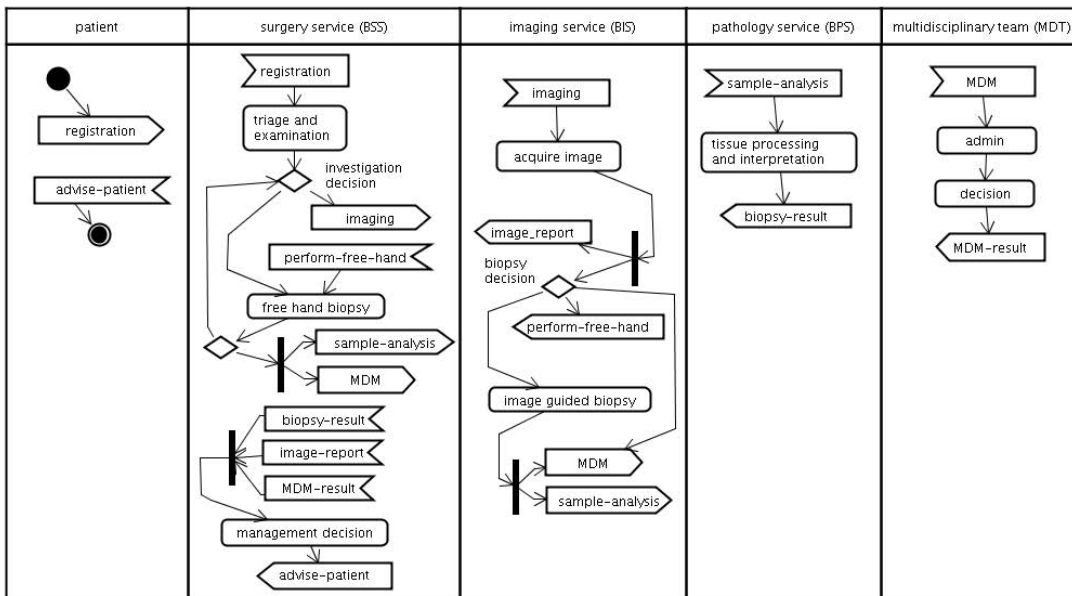 patient
surgery service (BSS)
imaging service (BIS)
pathology service (BPS)
multidisciplinary team (MDT)
registration
advise-patient
registration
triage and
examination
investigation
decision
imaging
perform-free-hand
free hand biopsy
sample-analysis
MDM
biopsy-result
image-report
MDM-result
management decision
advise-patient
imaging
acquire image
image_report
biopsy
decision
perform-free-hand
image guided biopsy
MDM
sample-analysis
sample-analysis
tissue processing
and interpretation
biopsy-result
MDM
admin
decision
MDM-result